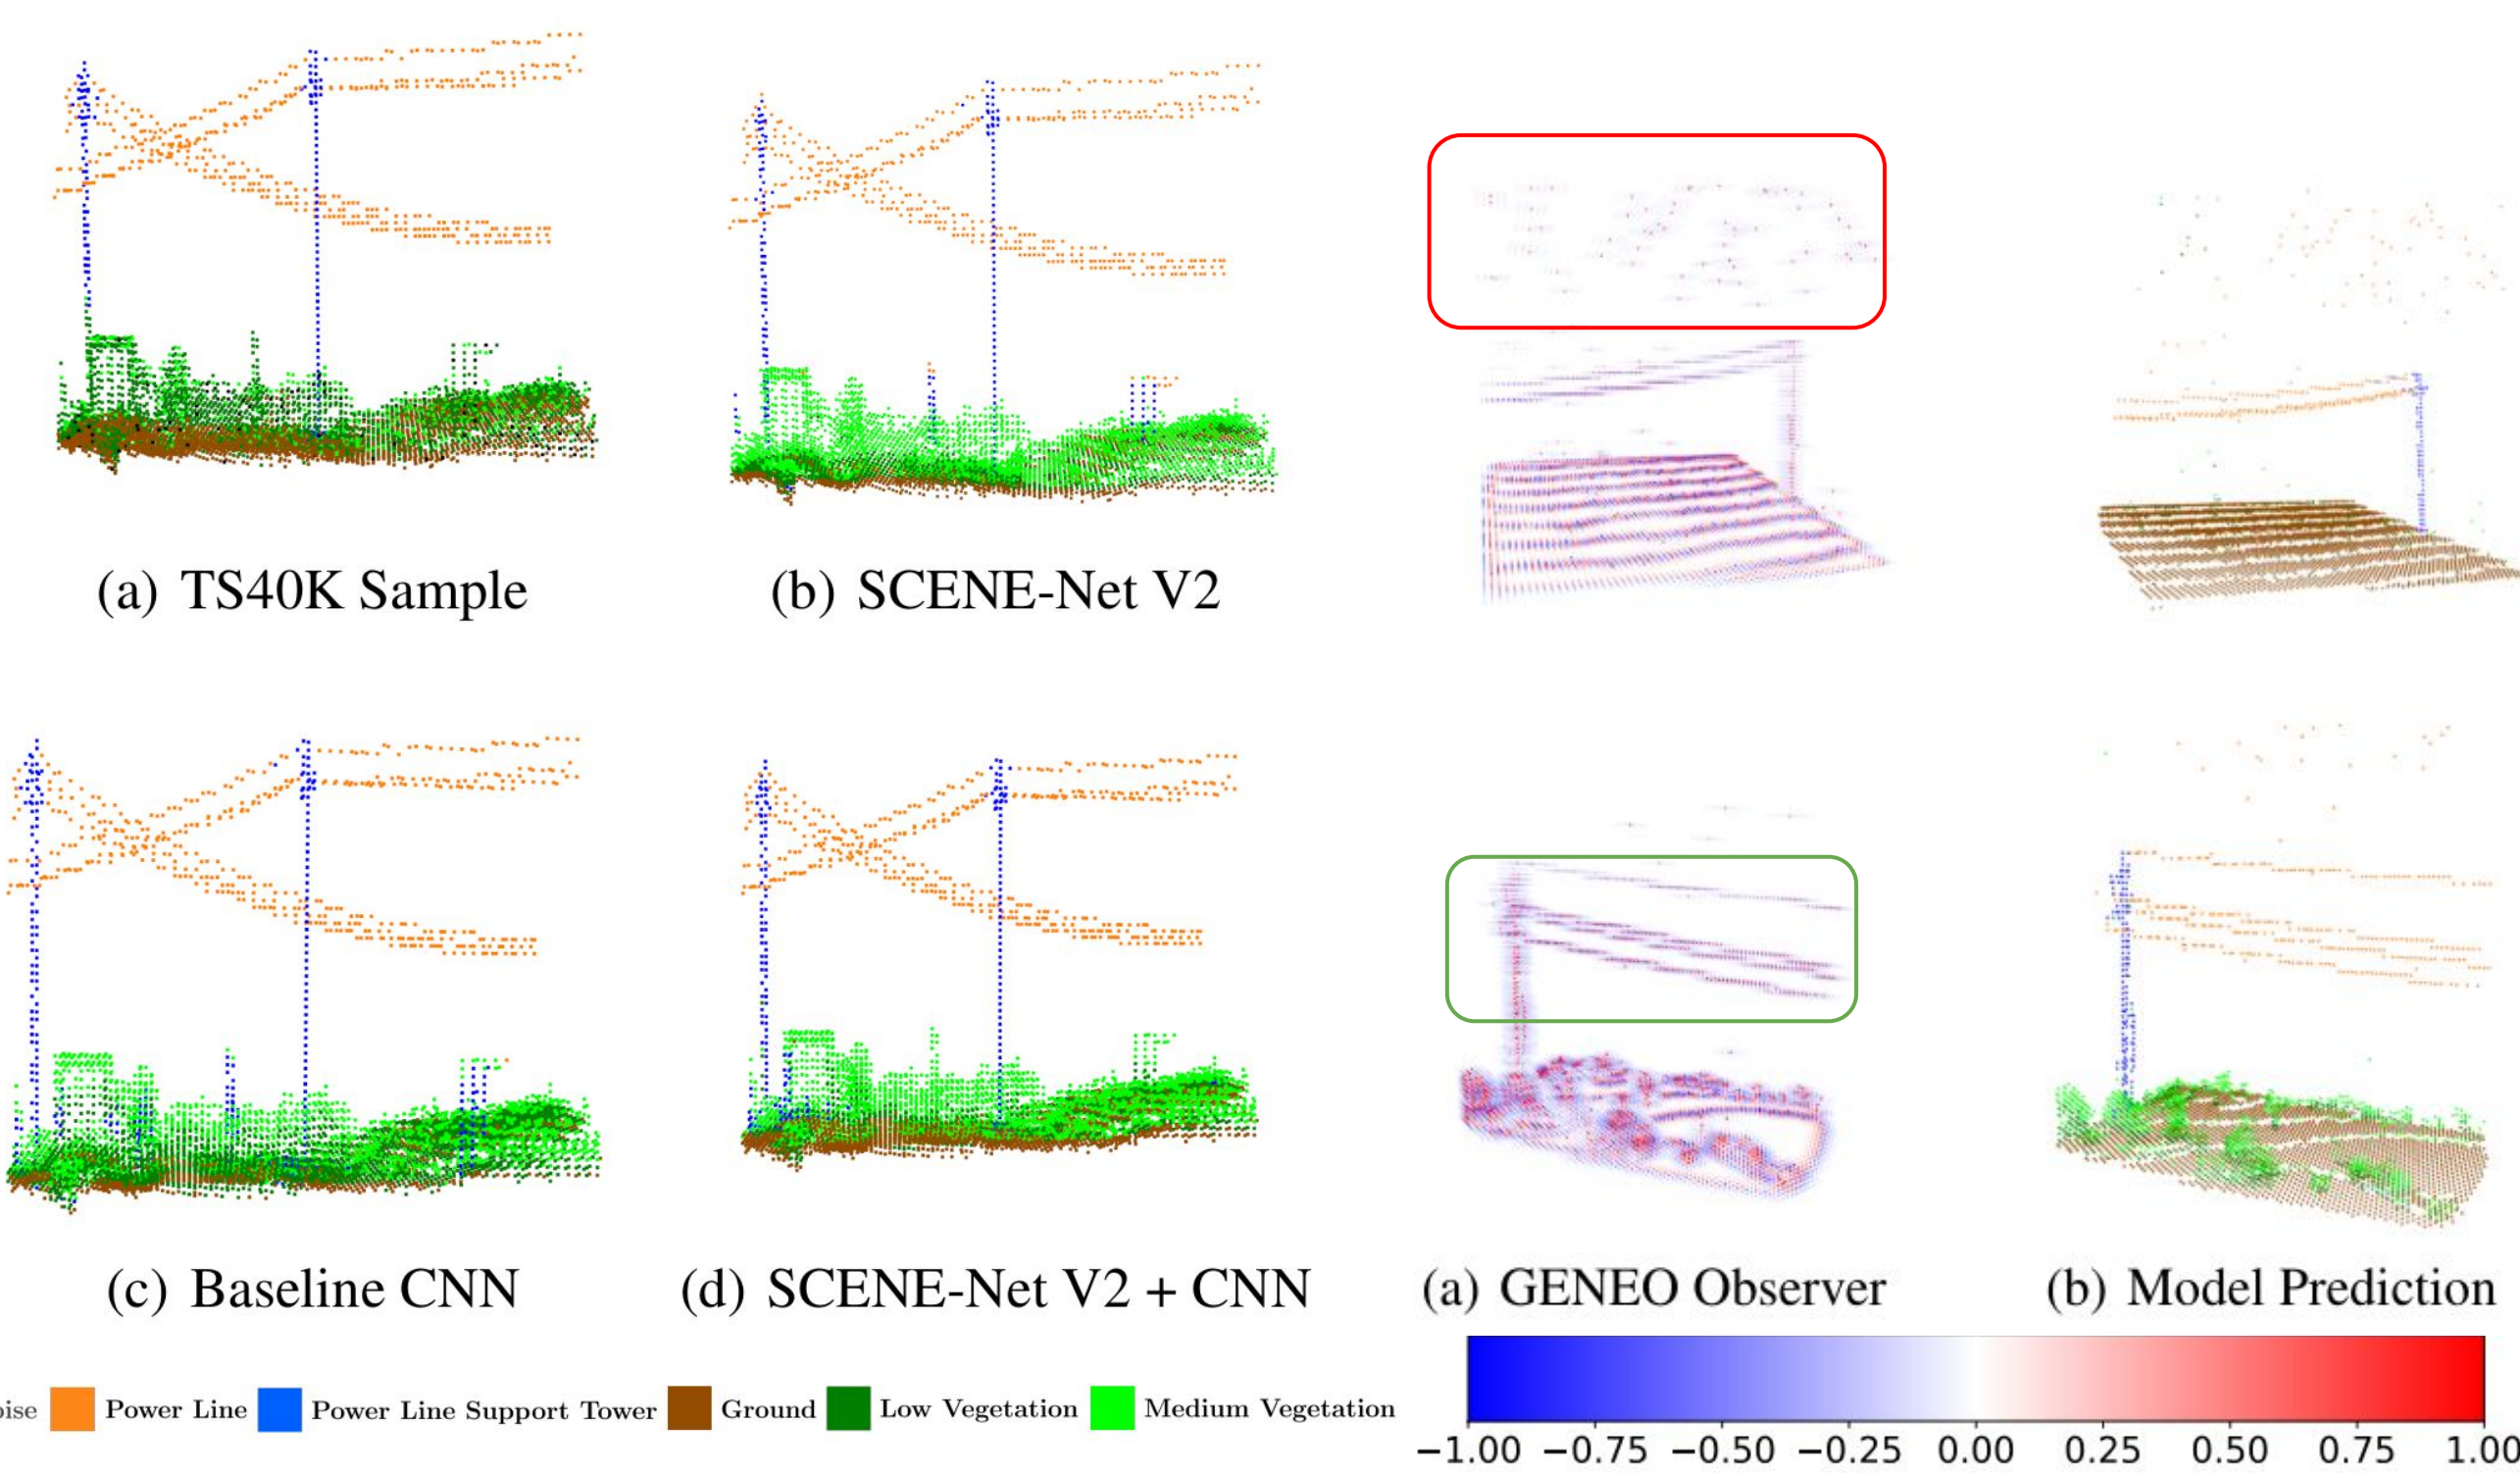 (a) TS40K Sample
(b) SCENE-Net V2
(c) Baseline CNN
(d) SCENE-Net V2 + CNN
(a) GENEO Observer
(b) Model Prediction
Power Line
Power Line Support Tower
Ground
Low Vegetation
Medium Vegetation
−1.00 −0.75 −0.50 −0.25 0.00 0.25 0.50 0.75